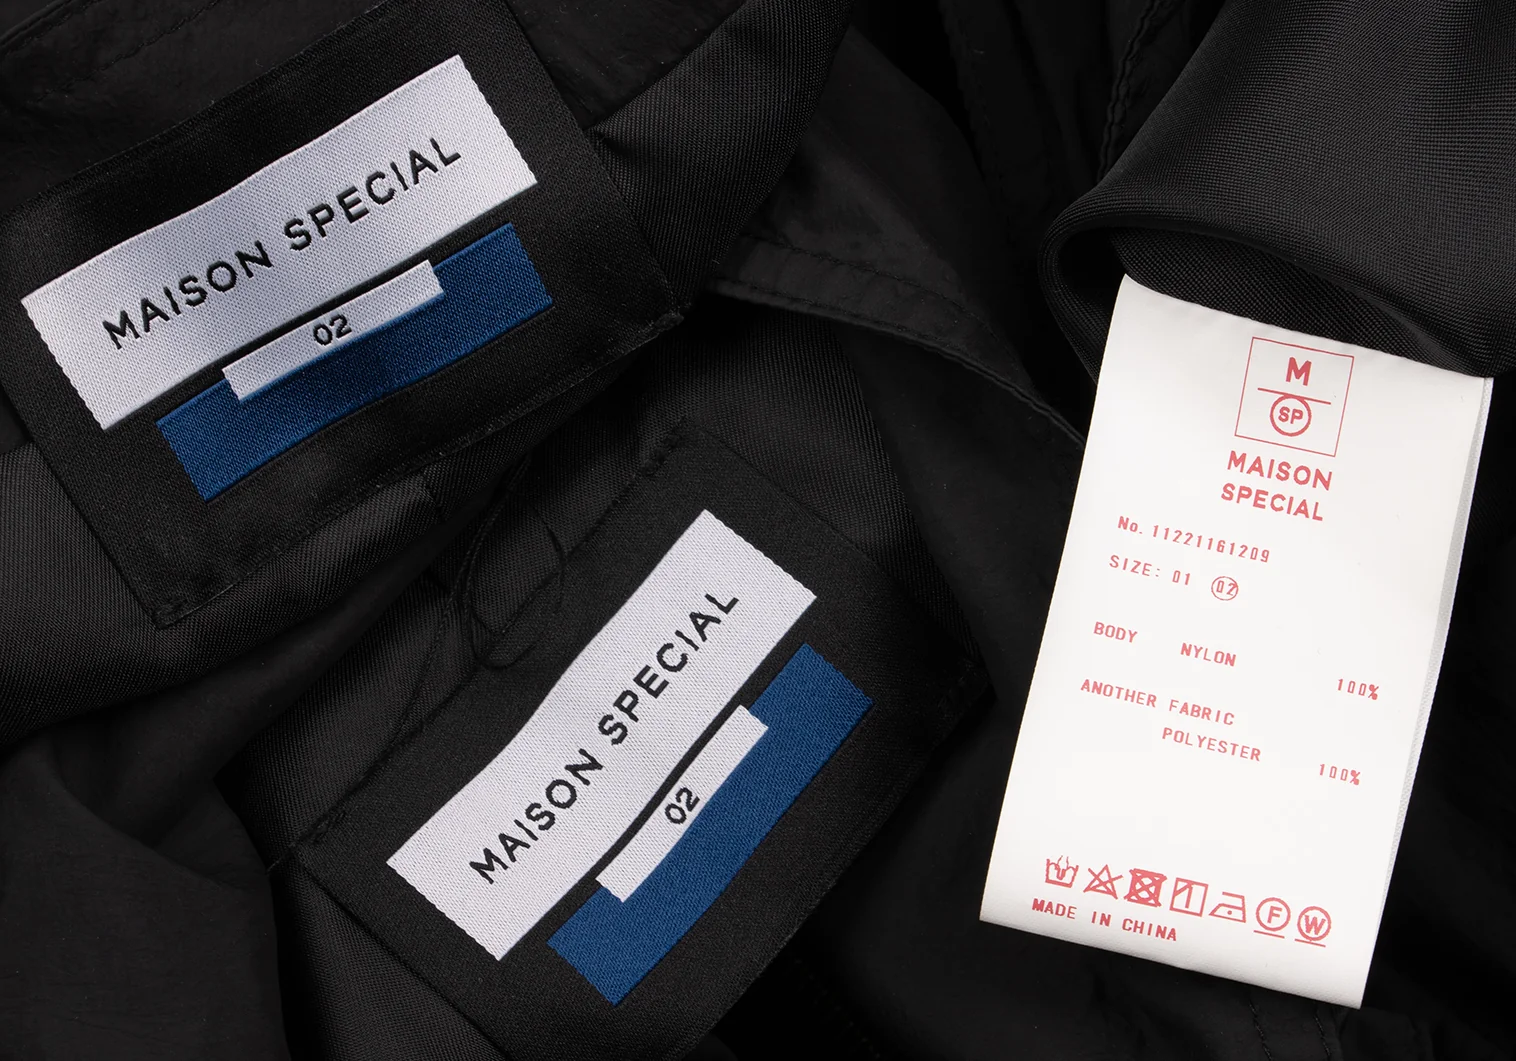 MAISON SPECIAL
02
MAISON SPECIAL
02
M
SP
MAISON
SPECIAL
No. 11221161209
SIZE: 01 02
BODY NYLON
100%
ANOTHER FABRIC
POLYESTER
100%
F W
MADE IN CHINA